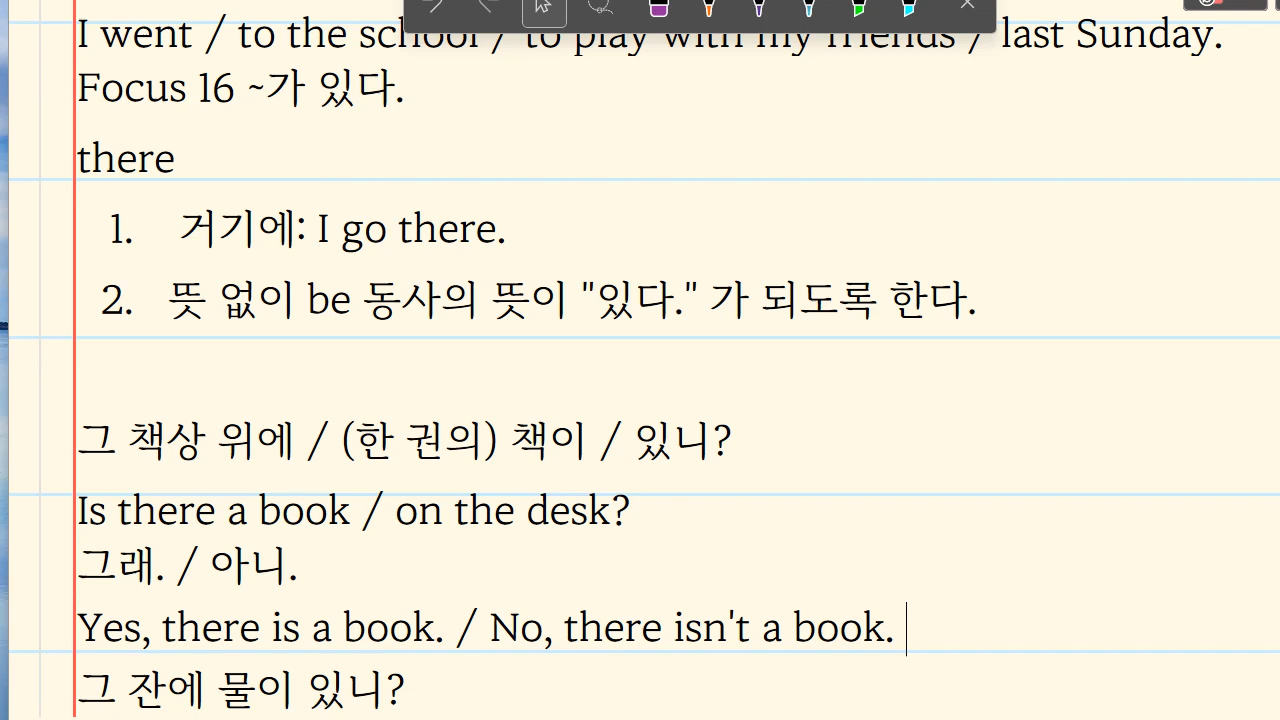 I went / to the school / to play with my friends / last Sunday.
Focus 16 ~가 있다.
there
1. 거기에: I go there.
2. 뜻 없이 be 동사의 뜻이 "있다." 가 되도록 한다.
그 책상 위에 / (한 권의) 책이 / 있니?
Is there a book / on the desk?
그래. / 아니.
Yes, there is a book. / No, there isn't a book.
그 잔에 물이 있니?